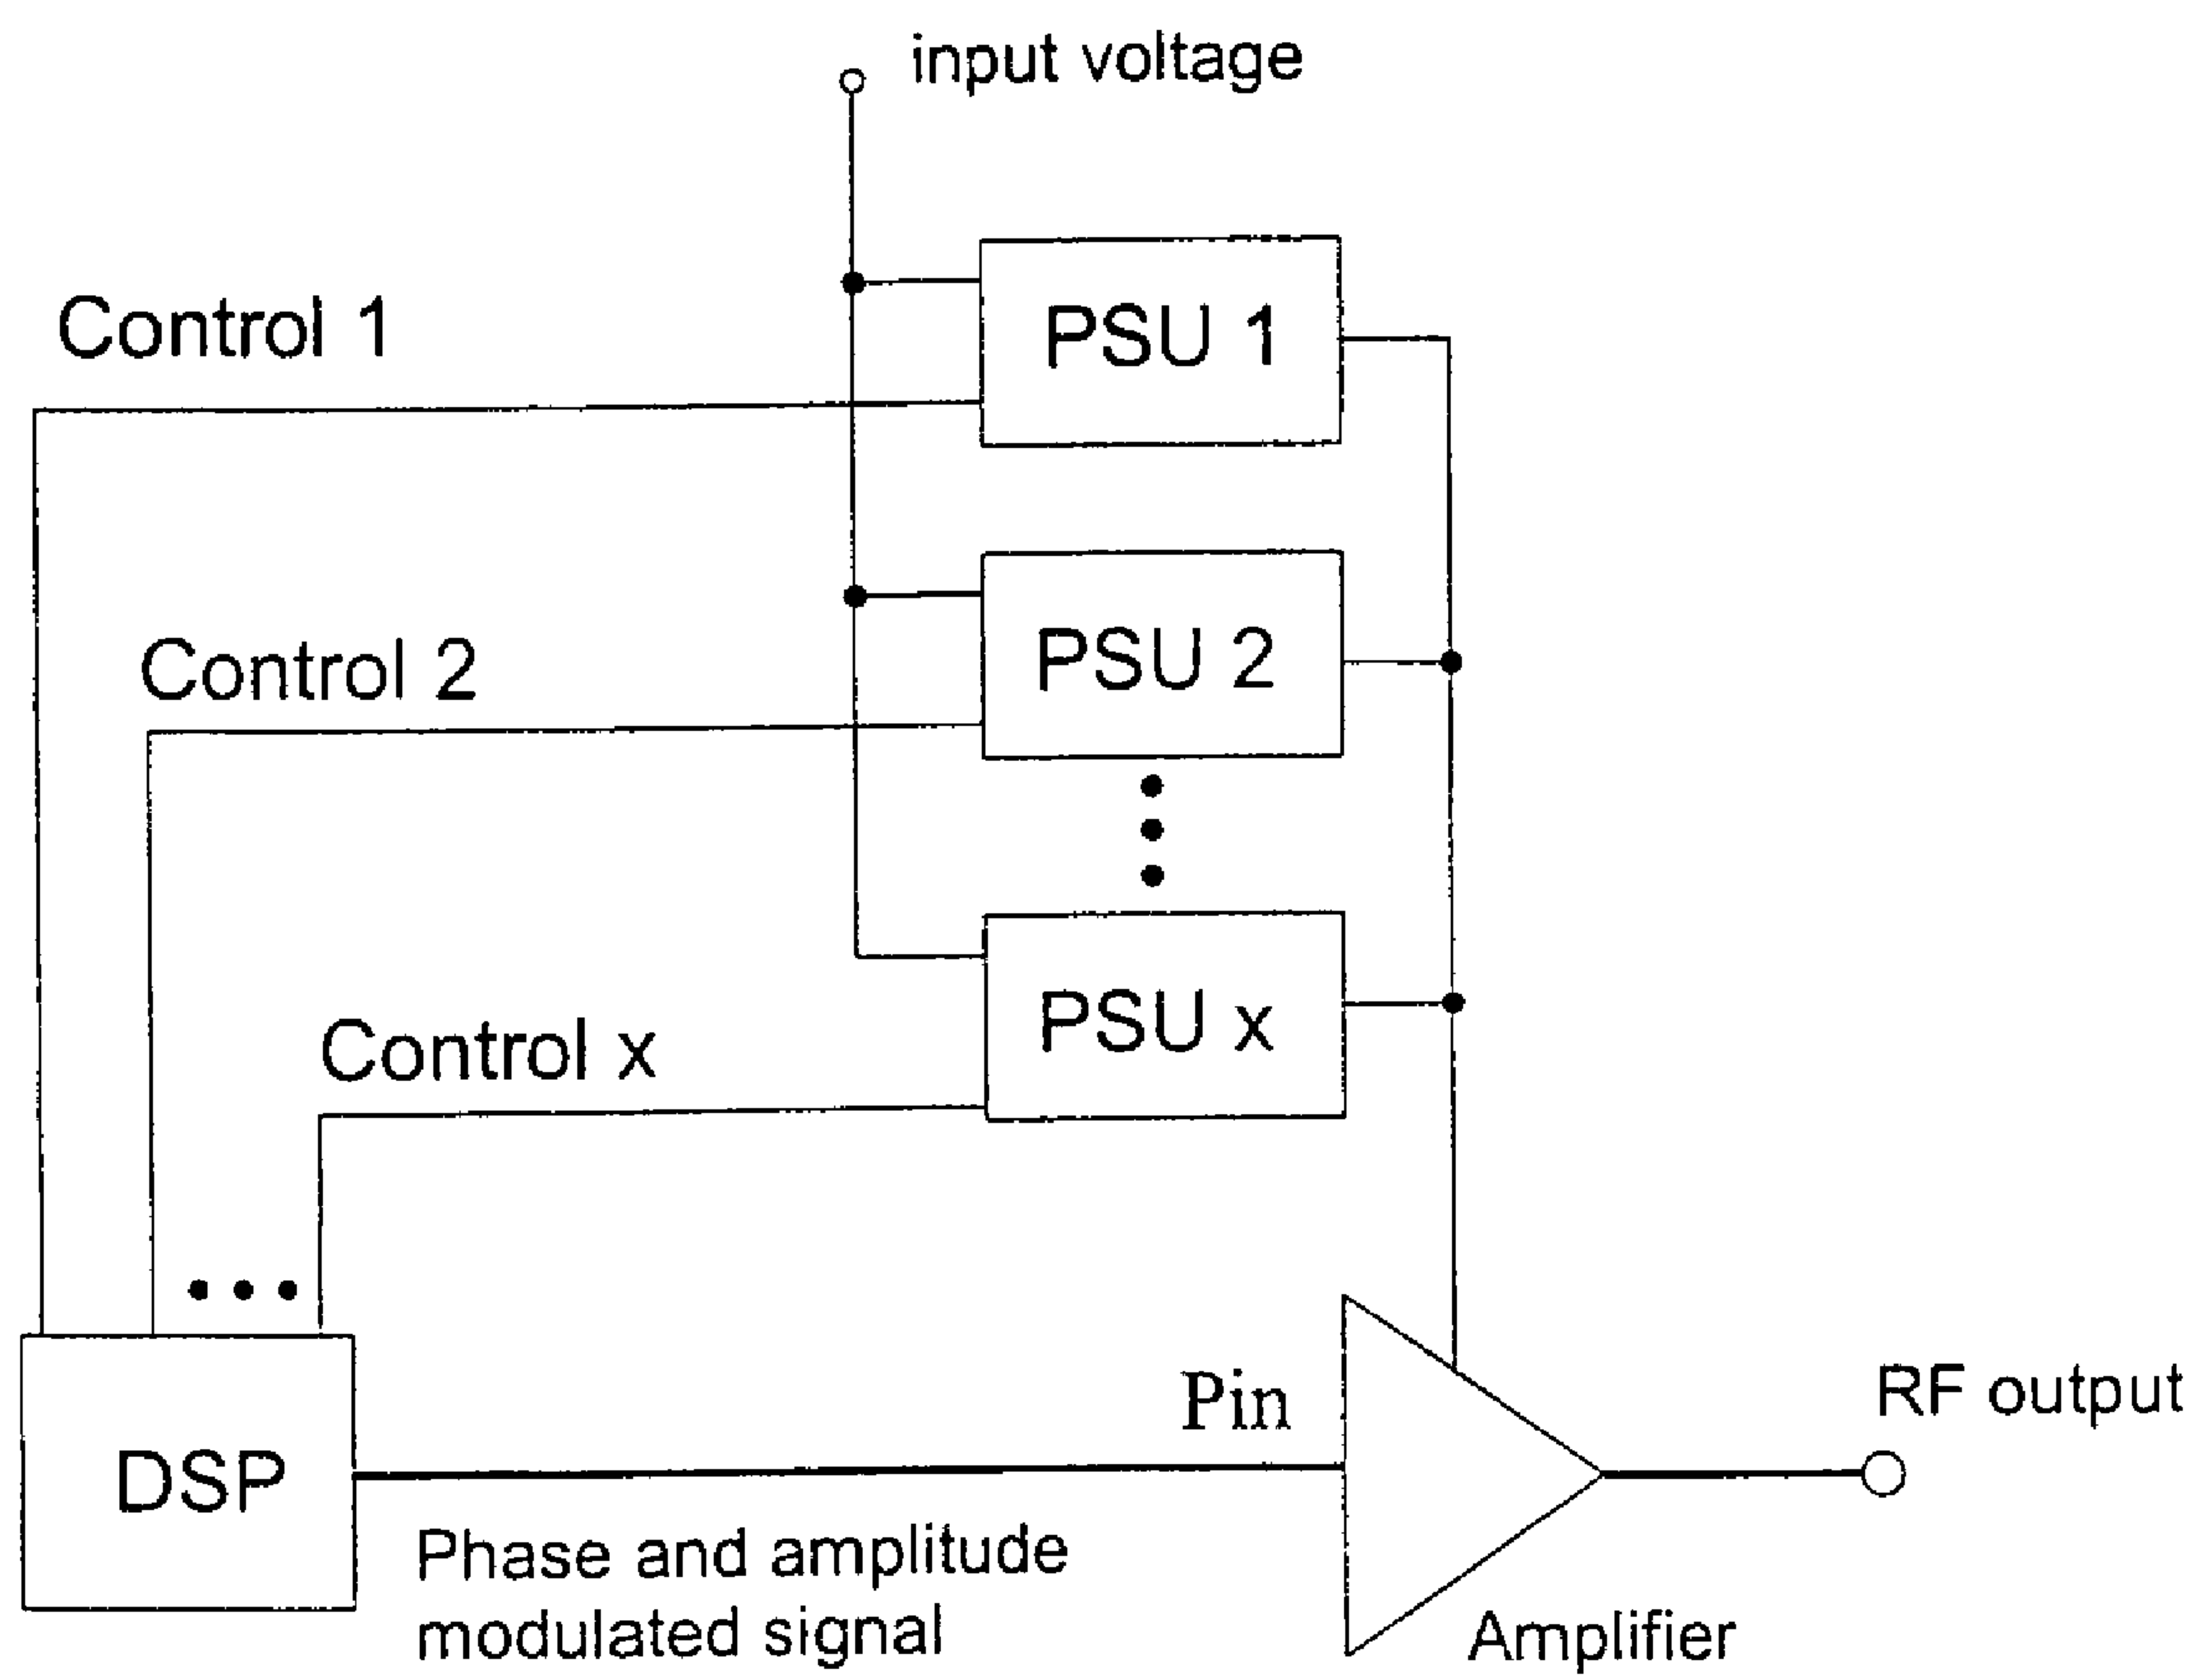 input voltage
Control 1
PSU 1
Control 2
PSU 2
Control x
PSU x
Pin
RF output
DSP
Phase and amplitude
modulated signal
Amplifier